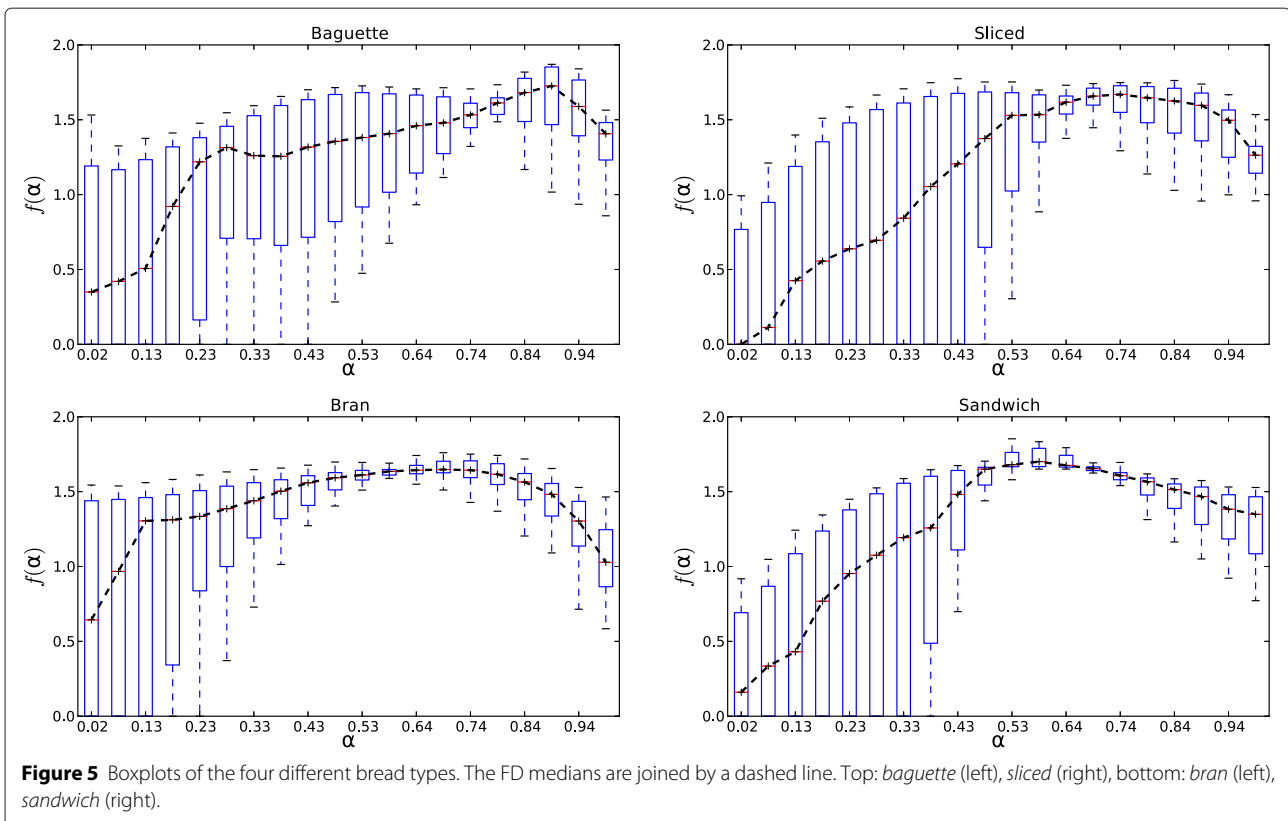 Baguette
2.0
1.5
1.0
0.5
0.0
f(α)
0.02 0.13 0.23 0.33 0.43 0.53 0.64 0.74 0.84 0.94
α
Sliced
2.0
1.5
1.0
0.5
0.0
f(α)
0.02 0.13 0.23 0.33 0.43 0.53 0.64 0.74 0.84 0.94
α
Bran
2.0
1.5
1.0
0.5
0.0
f(α)
0.02 0.13 0.23 0.33 0.43 0.53 0.64 0.74 0.84 0.94
α
Sandwich
2.0
1.5
1.0
0.5
0.0
f(α)
0.02 0.13 0.23 0.33 0.43 0.53 0.64 0.74 0.84 0.94
α
Figure 5 Boxplots of the four different bread types. The FD medians are joined by a dashed line. Top: baguette (left), sliced (right), bottom: bran (left),
sandwich (right).